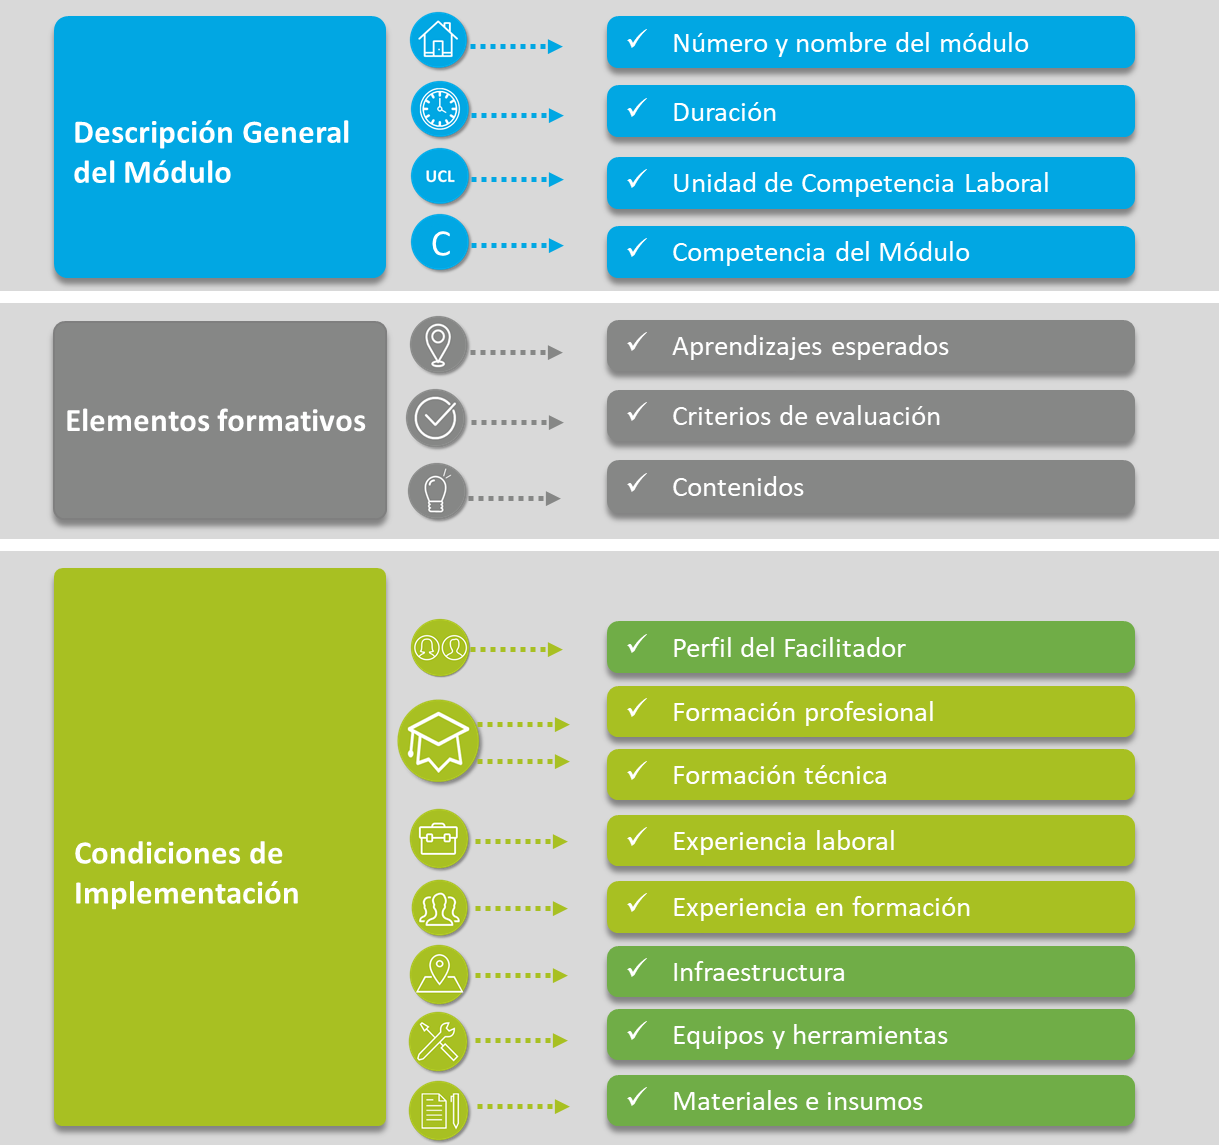 Descripción General
del Módulo
Número y nombre del módulo
Duración
UCL
Unidad de Competencia Laboral
C
Competencia del Módulo
Elementos formativos
Aprendizajes esperados
Criterios de evaluación
Contenidos
Condiciones de
Implementación
Perfil del Facilitador
Formación profesional
Formación técnica
Experiencia laboral
Experiencia en formación
Infraestructura
Equipos y herramientas
Materiales e insumos